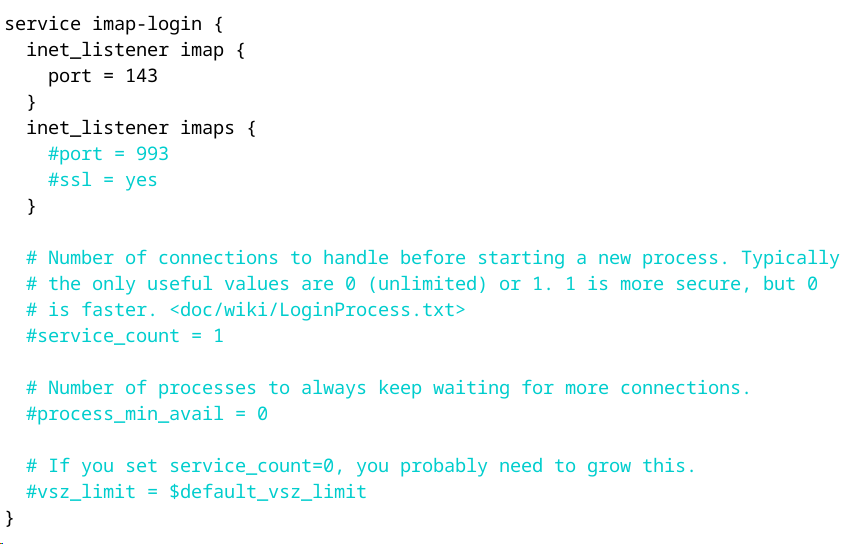 service imap-login {
  inet_listener imap {
    port = 143
  }
  inet_listener imaps {
    #port = 993
    #ssl = yes
  }

  # Number of connections to handle before starting a new process. Typically
  # the only useful values are 0 (unlimited) or 1. 1 is more secure, but 0
  # is faster. <doc/wiki/LoginProcess.txt>
  #service_count = 1

  # Number of processes to always keep waiting for more connections.
  #process_min_avail = 0

  # If you set service_count=0, you probably need to grow this.
  #vsz_limit = $default_vsz_limit
}